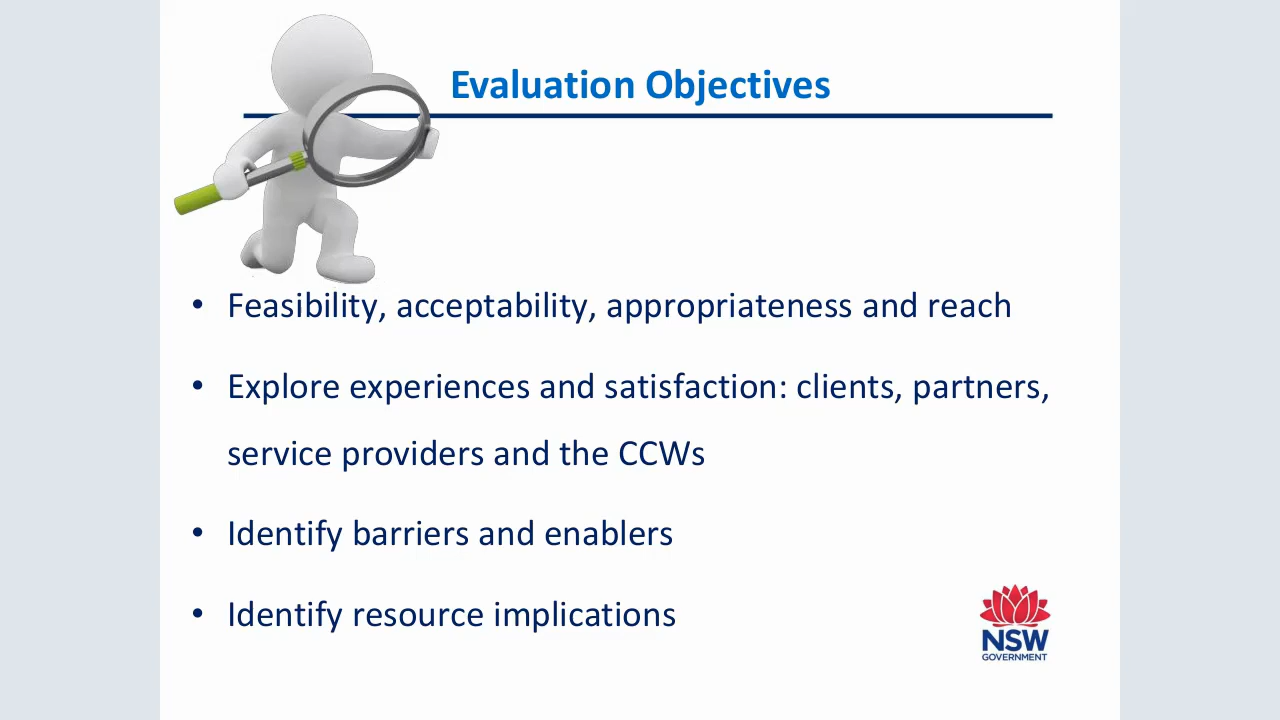 Evaluation Objectives
• Feasibility, acceptability, appropriateness and reach
• Explore experiences and satisfaction: clients, partners,
service providers and the CCWs
• Identify barriers and enablers
• Identify resource implications
NSW
GOVERNMENT